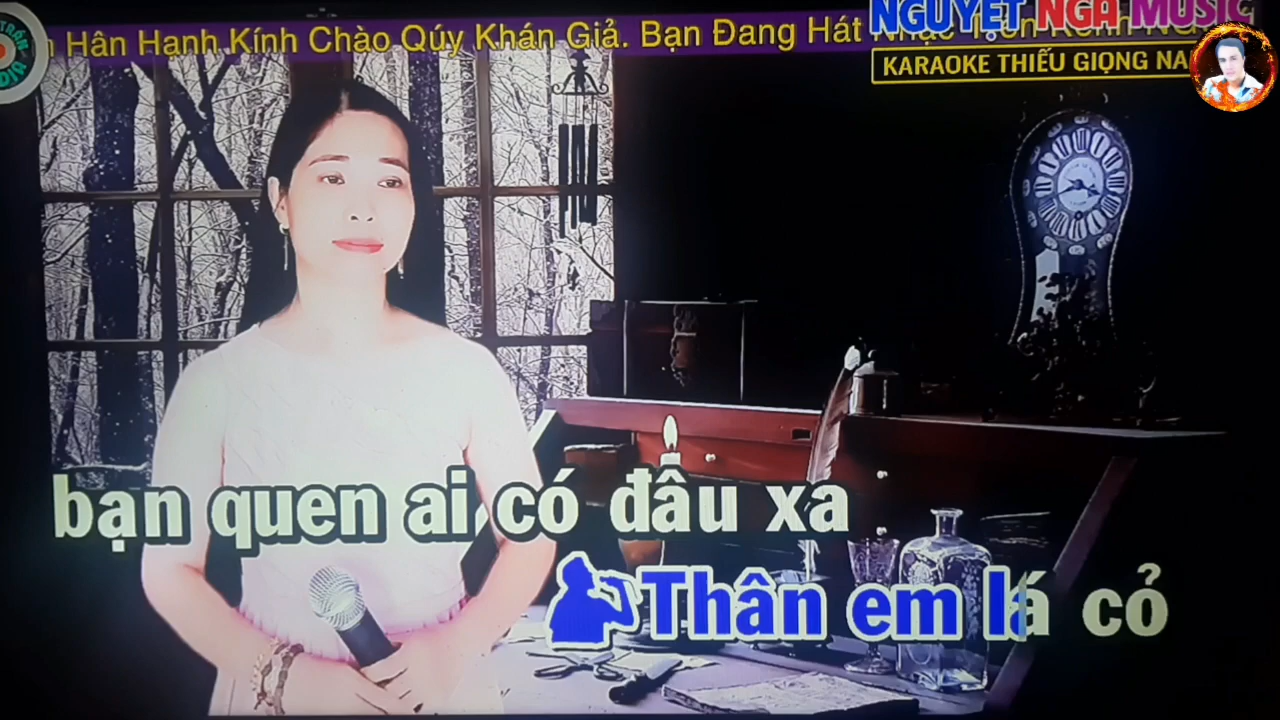 Hân Hạnh Kính Chào Qúy Khán Giả. Bạn Đang Hát Nhạc
NGUYỆT NGA MUSIC
KARAOKE THIẾU GIỌNG
bạn quen ai có đâu xa
Thân em lá cỏ